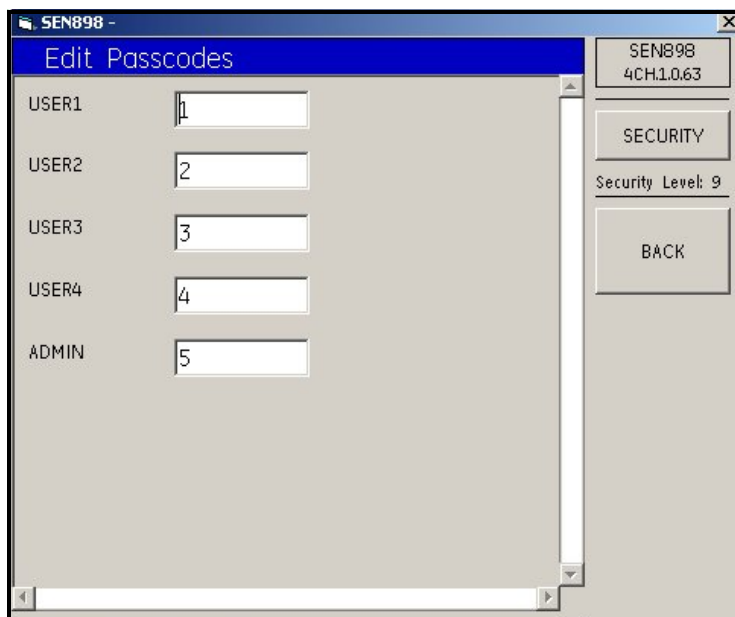 SEN898 -
Edit Passcodes
USER1 1
USER2 2
USER3 3
USER4 4
ADMIN 5
SEN898
4CH.1.0.63
SECURITY
Security Level: 9
BACK